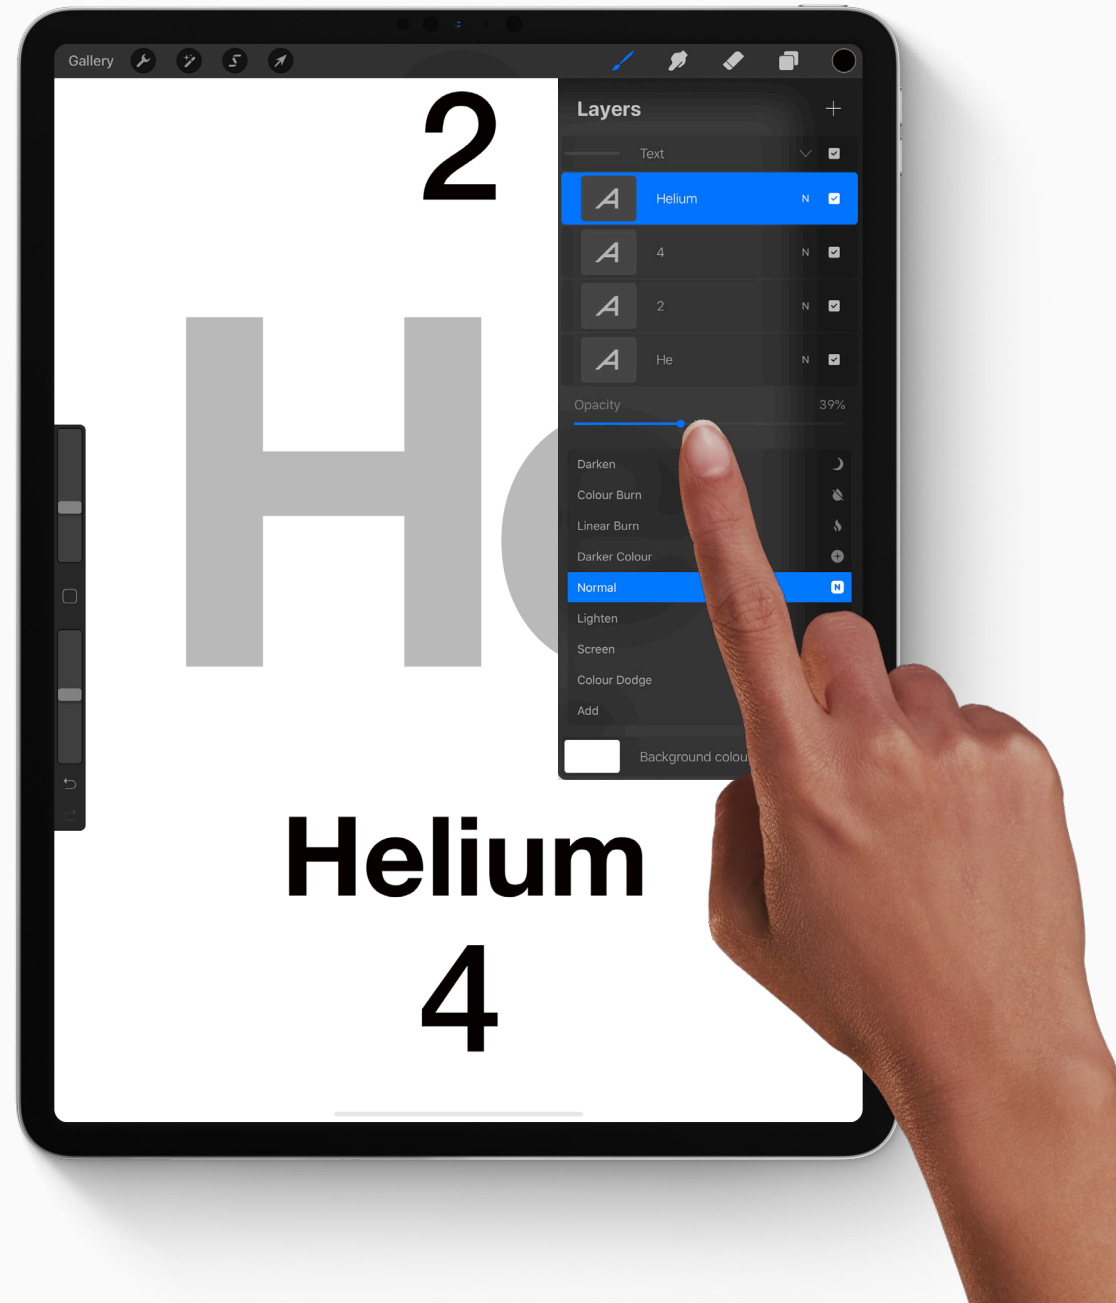 Gallery
2
He
Helium
4
Layers
Text
Helium N
4 N
2 N
He N
Opacity 39%
Darken
Colour Burn
Linear Burn
Darker Colour
Normal N
Lighten
Screen
Colour Dodge
Add
Background colou